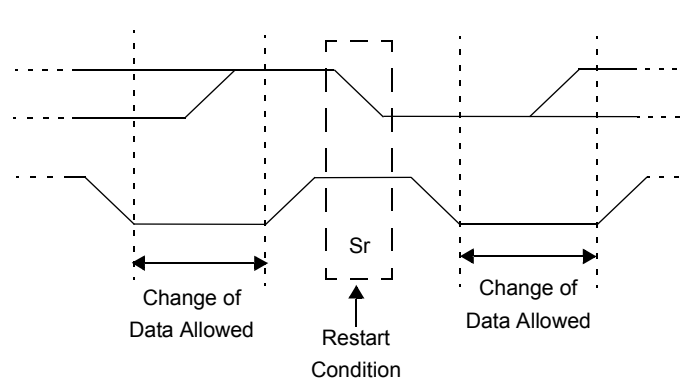 Sr
Change of
Data Allowed
Restart
Condition
Change of
Data Allowed